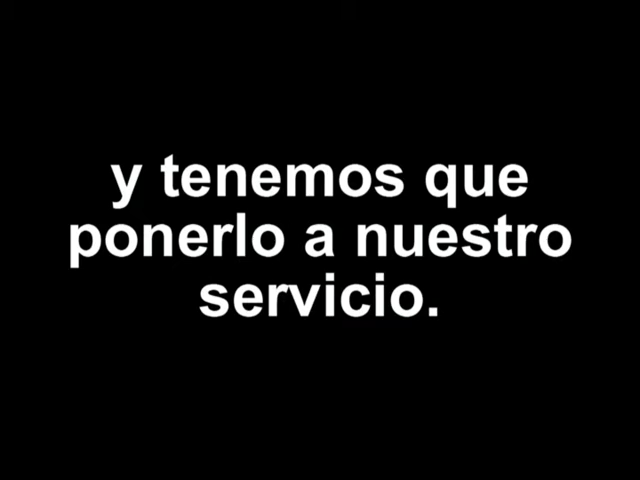 y tenemos que
ponerlo a nuestro
servicio.